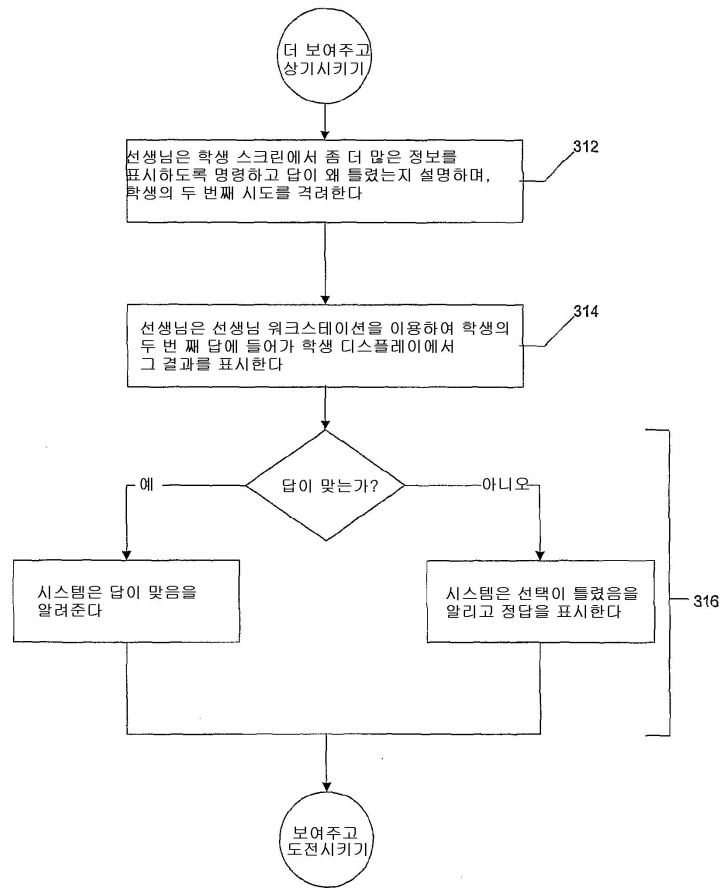 더 보여주고
상기시키기
312
선생님은 학생 스크린에서 좀 더 많은 정보를
표시하도록 명령하고 답이 왜 틀렸는지 설명하며,
학생의 두 번째 시도를 격려한다
314
선생님은 선생님 워크스테이션을 이용하여 학생의
두 번 째 답에 들어가 학생 디스플레이에서
그 결과를 표시한다
답이 맞는가?
예
아니오
시스템은 답이 맞음을
알려준다
시스템은 선택이 틀렸음을
알리고 정답을 표시한다
316
보여주고
도전시키기